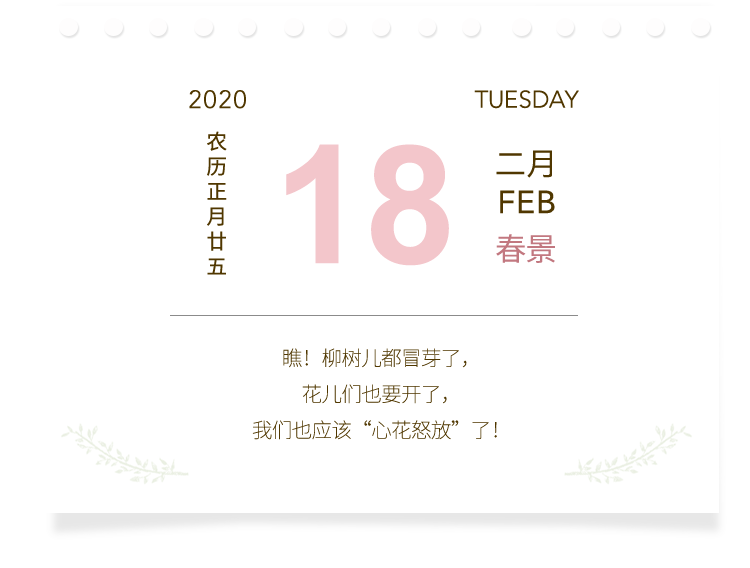 2020
TUESDAY
农历正月廿五
18
二月
FEB
春景
瞧！柳树儿都冒芽了，
花儿们也要开了，
我们也应该“心花怒放”了！